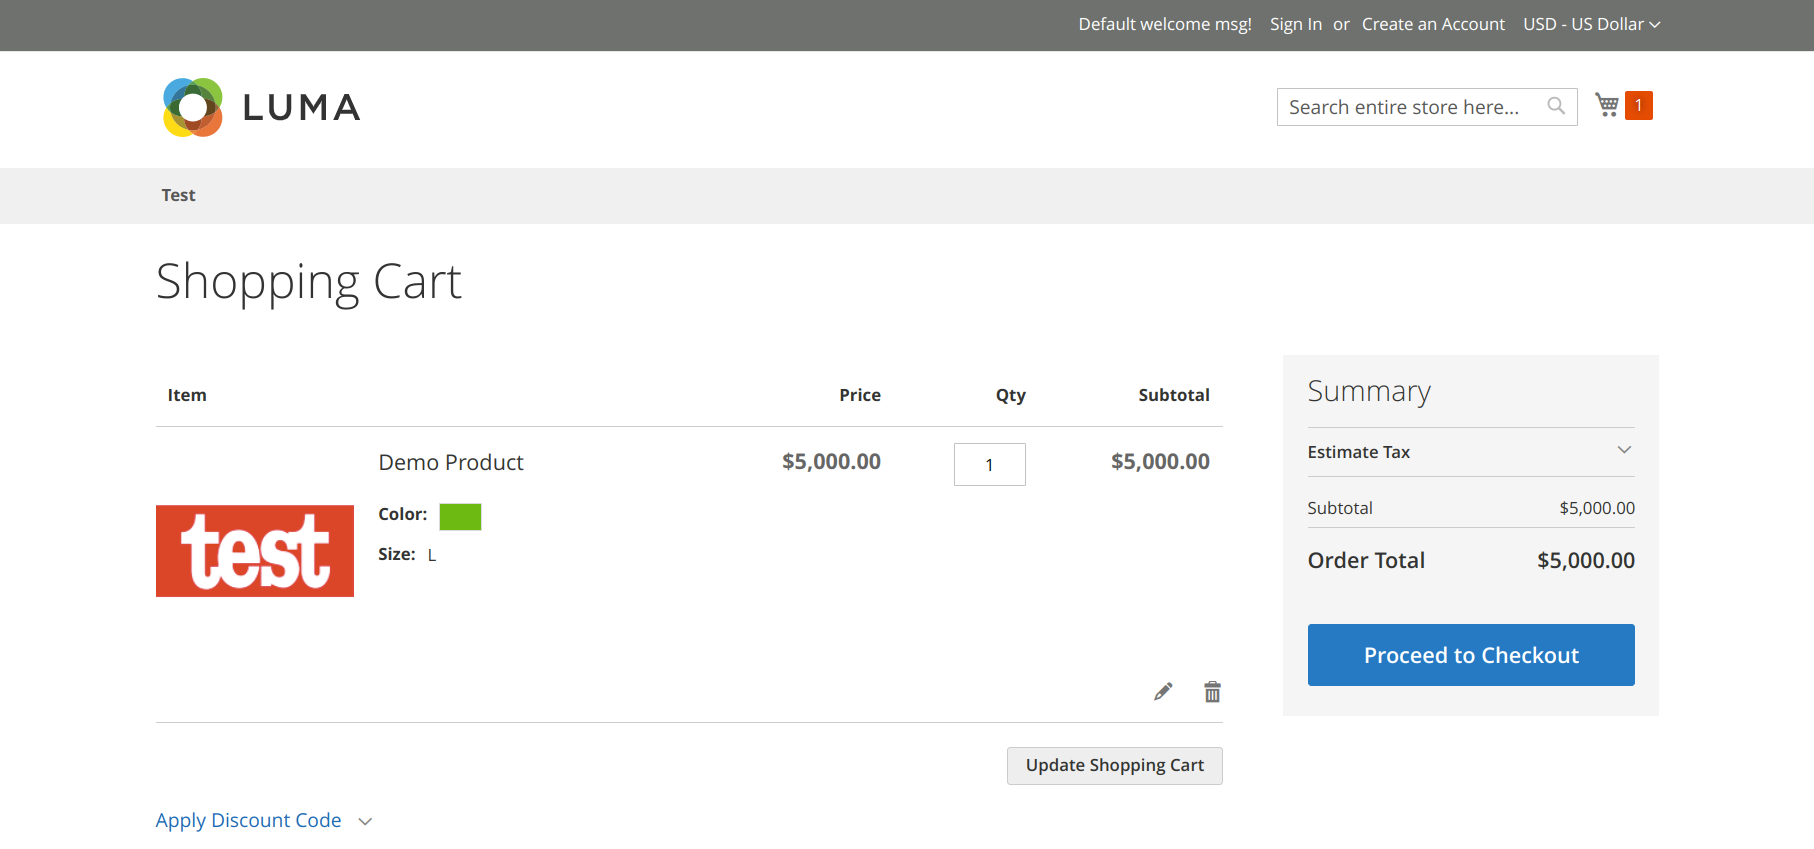 Default welcome msg! Sign In or Create an Account USD - US Dollar
LUMA
Search entire store here...
1
Test
Shopping Cart
Item Price Qty Subtotal
Demo Product $5,000.00 1 $5,000.00
Color:
Size: L
test
Summary
Estimate Tax
Subtotal $5,000.00
Order Total $5,000.00
Proceed to Checkout
Update Shopping Cart
Apply Discount Code